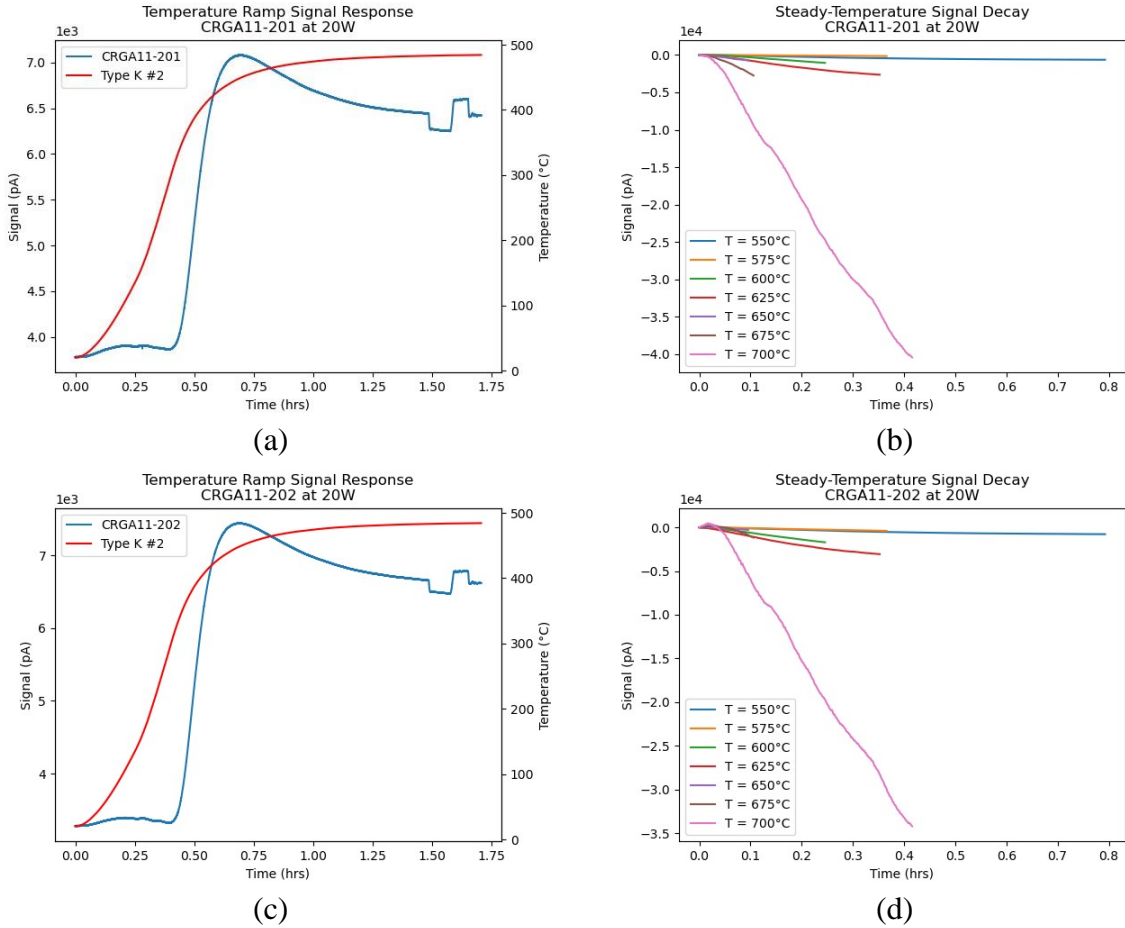 Temperature Ramp Signal Response
CRGA11-201 at 20W
1e3
CRGA11-201
Type K #2
7.0
6.5
6.0
5.5
5.0
4.5
4.0
Signal (pA)
500
400
300
200
100
0
Temperature (°C)
0.00 0.25 0.50 0.75 1.00 1.25 1.50 1.75
Time (hrs)
(a)
Steady-Temperature Signal Decay
CRGA11-201 at 20W
1e4
0.0
−0.5
−1.0
−1.5
−2.0
−2.5
−3.0
−3.5
−4.0
Signal (pA)
T = 550°C
T = 575°C
T = 600°C
T = 625°C
T = 650°C
T = 675°C
T = 700°C
0.0 0.1 0.2 0.3 0.4 0.5 0.6 0.7 0.8
Time (hrs)
(b)
Temperature Ramp Signal Response
CRGA11-202 at 20W
1e3
CRGA11-202
Type K #2
7
6
5
4
Signal (pA)
500
400
300
200
100
0
Temperature (°C)
0.00 0.25 0.50 0.75 1.00 1.25 1.50 1.75
Time (hrs)
(c)
Steady-Temperature Signal Decay
CRGA11-202 at 20W
1e4
0.0
−0.5
−1.0
−1.5
−2.0
−2.5
−3.0
−3.5
Signal (pA)
T = 550°C
T = 575°C
T = 600°C
T = 625°C
T = 650°C
T = 675°C
T = 700°C
0.0 0.1 0.2 0.3 0.4 0.5 0.6 0.7 0.8
Time (hrs)
(d)